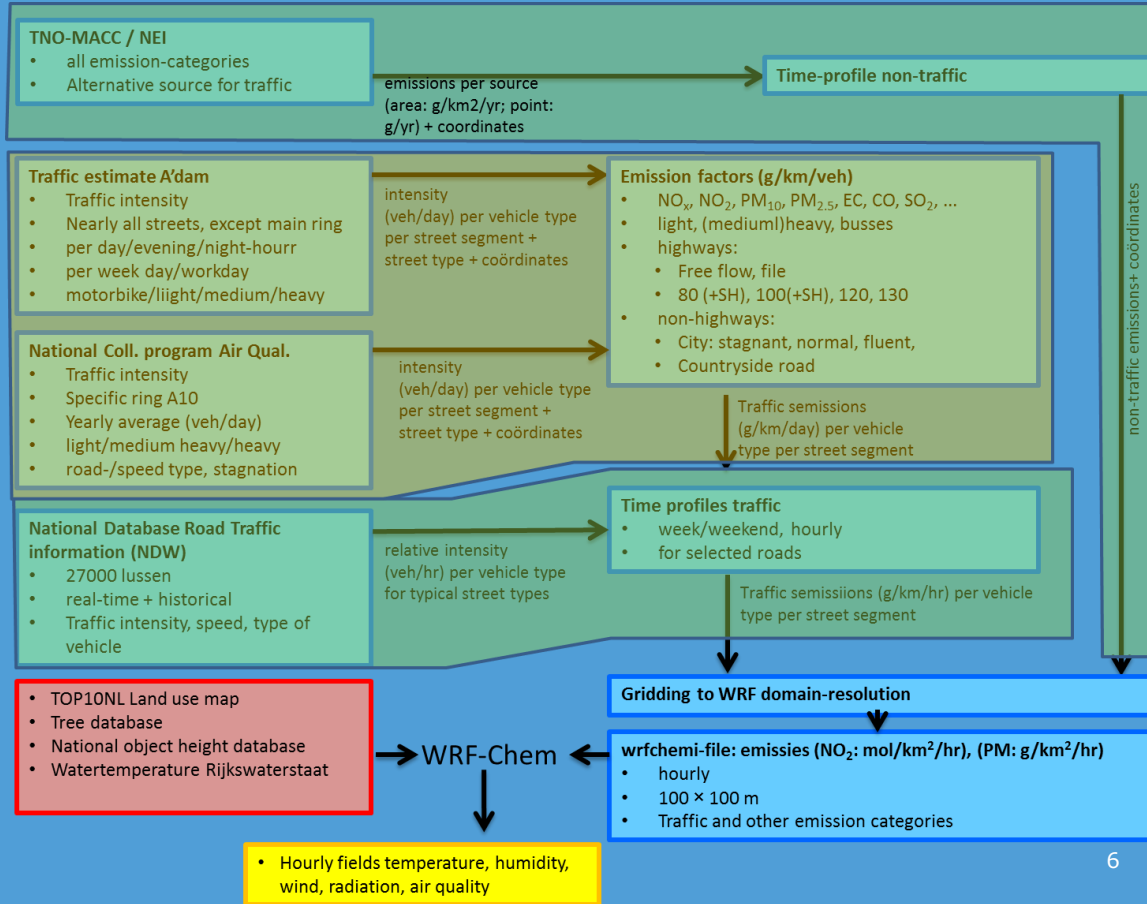 TNO-MACC / NEI
• all emission-categories
• Alternative source for traffic
emissions per source
(area: g/km2/yr; point:
g/yr) + coordinates
Time-profile non-traffic
Traffic estimate A'dam
• Traffic intensity
• Nearly all streets, except main ring
• per day/evening/night-hourr
• per week day/workday
• motorbike/liight/medium/heavy
intensity
(veh/day) per vehicle type
per street segment +
street type + coördinates
Emission factors (g/km/veh)
• NOₓ, NO₂, PM₁₀, PM₂.₅, EC, CO, SO₂, ...
• light, (mediuml)heavy, busses
• highways:
• Free flow, file
• 80 (+SH), 100(+SH), 120, 130
• non-highways:
• City: stagnant, normal, fluent,
• Countryside road
non-traffic emissions+ coördinates
National Coll. program Air Qual.
• Traffic intensity
• Specific ring A10
• Yearly average (veh/day)
• light/medium heavy/heavy
• road-/speed type, stagnation
intensity
(veh/day) per vehicle type
per street segment +
street type + coördinates
Traffic semissions
(g/km/day) per vehicle
type per street segment
National Database Road Traffic
information (NDW)
• 27000 lussen
• real-time + historical
• Traffic intensity, speed, type of
vehicle
relative intensity
(veh/hr) per vehicle type
for typical street types
Time profiles traffic
• week/weekend, hourly
• for selected roads
Traffic semissiions (g/km/hr) per vehicle
type per street segment
• TOP10NL Land use map
• Tree database
• National object height database
• Watertemperature Rijkswaterstaat
WRF-Chem
Gridding to WRF domain-resolution
wrfchemi-file: emissies (NO₂: mol/km²/hr), (PM: g/km²/hr)
• hourly
• 100 × 100 m
• Traffic and other emission categories
• Hourly fields temperature, humidity,
wind, radiation, air quality
6